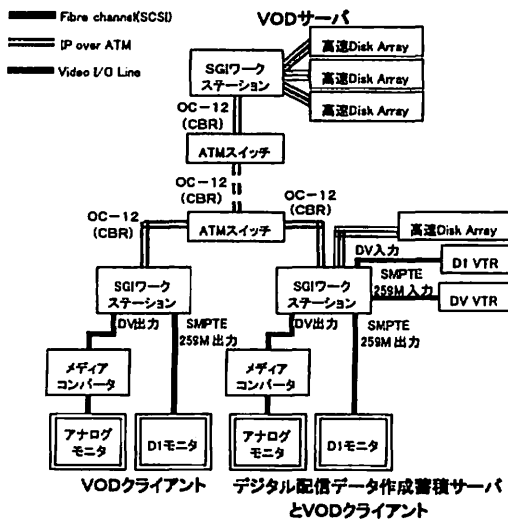 Fibre channel(SCSI)
IP over ATM
Video I/O Line
VODサーバ
SGIワーク
ステーション
高速Disk Array
高速Disk Array
高速Disk Array
OC-12
(CBR)
ATMスイッチ
OC-12
(CBR)
OC-12
(CBR)
ATMスイッチ
OC-12
(CBR)
高速Disk Array
DV入力
D1 VTR
SMPTE
259M 入力
DV VTR
SGIワーク
ステーション
SGIワーク
ステーション
DV出力
SMPTE
259M 出力
DV出力
SMPTE
259M 出力
メディア
コンバータ
メディア
コンバータ
アナログ
モニタ
D1モニタ
アナログ
モニタ
D1モニタ
VODクライアント
デジタル配信データ作成蓄積サーバ
とVODクライアント